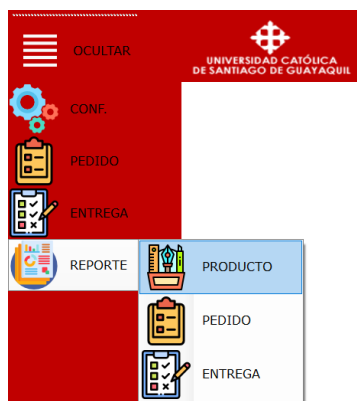 OCULTAR
UNIVERSIDAD CATÓLICA
DE SANTIAGO DE GUAYAQUIL
CONF.
PEDIDO
ENTREGA
REPORTE
PRODUCTO
PEDIDO
ENTREGA